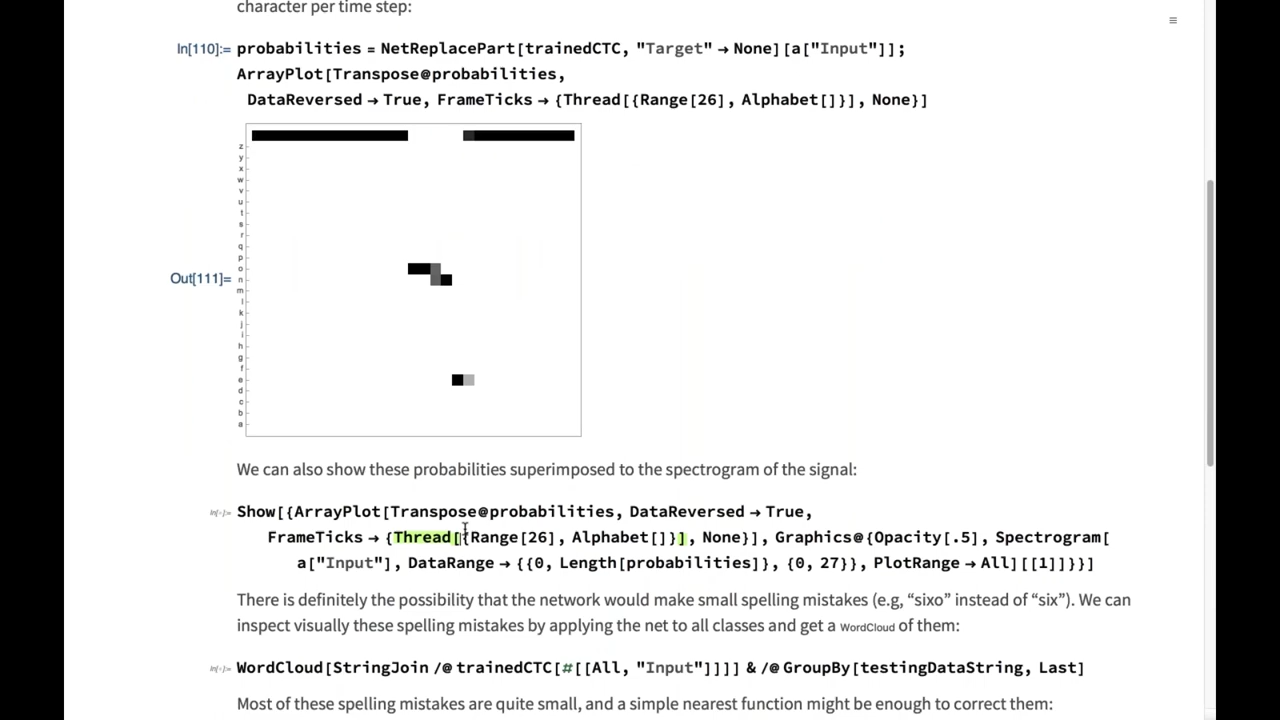 character per time step:
In[110]:= probabilities = NetReplacePart[trainedCTC, "Target" → None][a["Input"]];
ArrayPlot[Transpose@probabilities,
DataReversed → True, FrameTicks → {Thread[{Range[26], Alphabet[]}], None}]
z
y
x
w
v
u
t
s
r
q
p
o
Out[111]= n
m
l
k
j
i
h
g
f
e
d
c
b
a
We can also show these probabilities superimposed to the spectrogram of the signal:
In[•]:= Show[{ArrayPlot[Transpose@probabilities, DataReversed → True,
FrameTicks → {Thread[{Range[26], Alphabet[]}], None}], Graphics@{Opacity[.5], Spectrogram[
a["Input"], DataRange → {{0, Length[probabilities]}, {0, 27}}, PlotRange → All][[1]]}}]
There is definitely the possibility that the network would make small spelling mistakes (e.g, “sixo” instead of “six”). We can
inspect visually these spelling mistakes by applying the net to all classes and get a WordCloud of them:
In[•]:= WordCloud[StringJoin /@ trainedCTC[#[[All, "Input"]]]] & /@ GroupBy[testingDataString, Last]
Most of these spelling mistakes are quite small, and a simple nearest function might be enough to correct them: